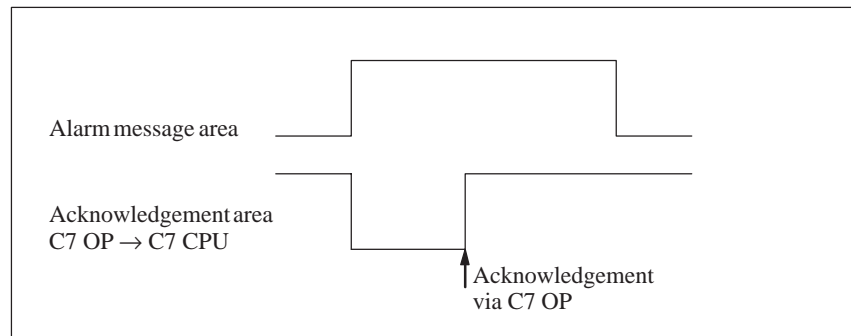 Alarm message area
Acknowledgement area
C7 OP → C7 CPU
Acknowledgement
via C7 OP